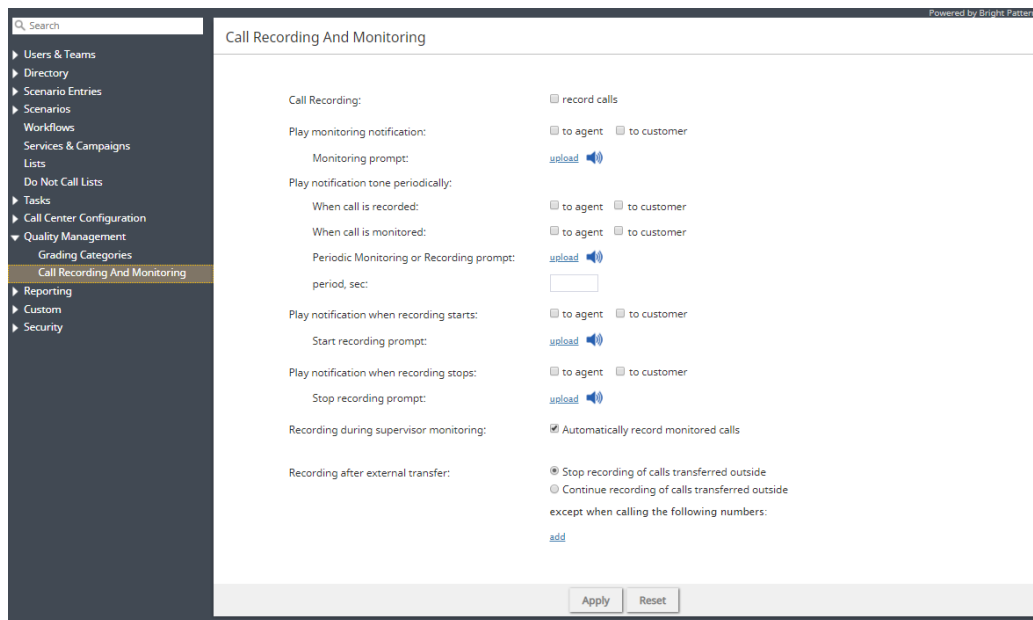 Powered by Bright Patter
Search
Users & Teams
Directory
Scenario Entries
Scenarios
Workflows
Services & Campaigns
Lists
Do Not Call Lists
Tasks
Call Center Configuration
Quality Management
Grading Categories
Call Recording And Monitoring
Reporting
Custom
Security
Call Recording And Monitoring
Call Recording: record calls
Play monitoring notification: to agent to customer
Monitoring prompt: upload
Play notification tone periodically:
When call is recorded: to agent to customer
When call is monitored: to agent to customer
Periodic Monitoring or Recording prompt: upload
period, sec:
Play notification when recording starts: to agent to customer
Start recording prompt: upload
Play notification when recording stops: to agent to customer
Stop recording prompt: upload
Recording during supervisor monitoring: Automatically record monitored calls
Recording after external transfer: Stop recording of calls transferred outside
Continue recording of calls transferred outside
except when calling the following numbers:
add
Apply Reset